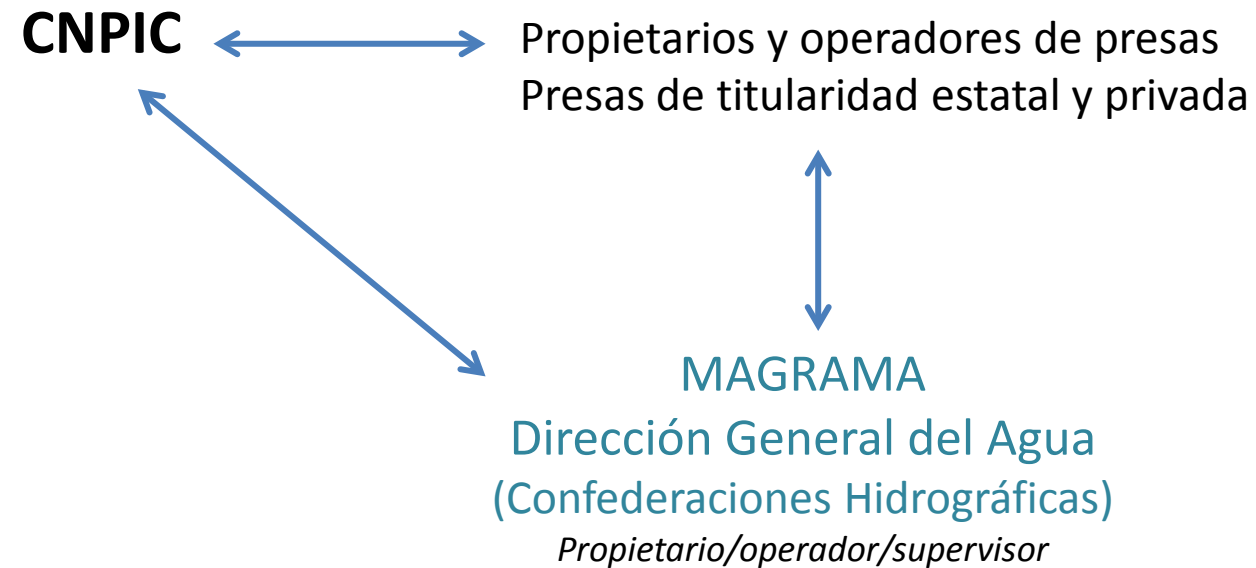 CNPIC
Propietarios y operadores de presas
Presas de titularidad estatal y privada
MAGRAMA
Dirección General del Agua
(Confederaciones Hidrográficas)
Propietario/operador/supervisor